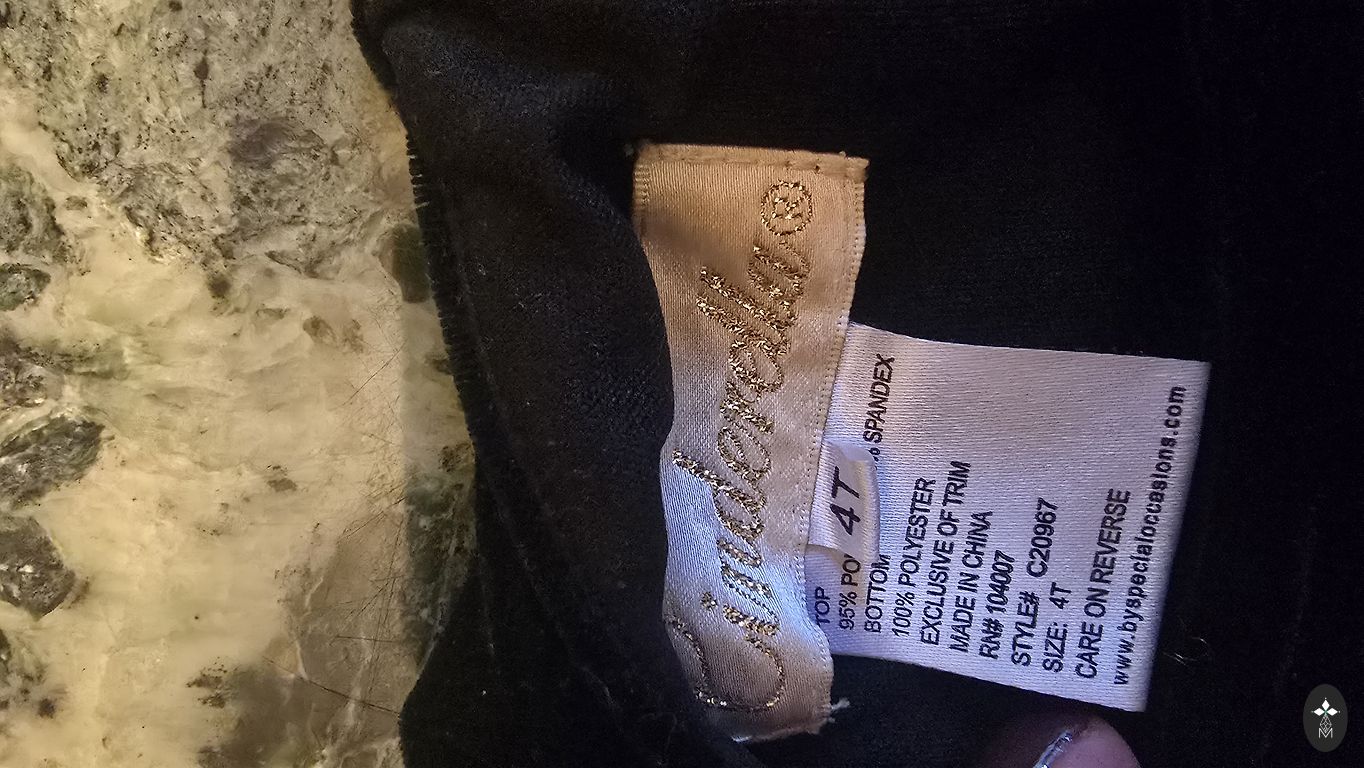 Cinderella®
4T
TOP
95% SPANDEX
BOTTOM
100% POLYESTER
EXCLUSIVE OF TRIM
MADE IN CHINA
RN# 104007
STYLE# C20967
SIZE: 4T
CARE ON REVERSE
www.byspecialoccasions.com
M